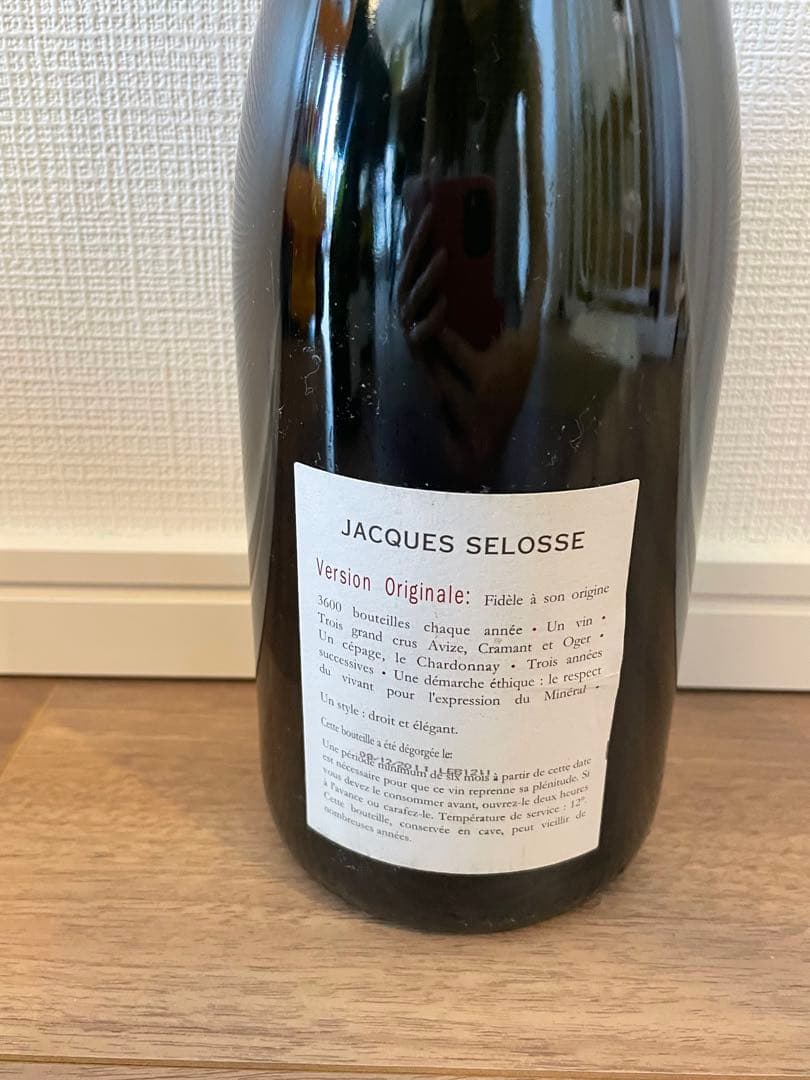 JACQUES SELOSSE
Version Originale: Fidèle à son origine
3600 bouteilles chaque année • Un vin •
Trois grand crus Avize, Cramant et Oger •
Un cépage, le Chardonnay • Trois années
successives • Une démarche éthique : le respect
du vivant pour l'expression du Minéral -
Un style : droit et élégant.
Cette bouteille a été dégorgée le:
08/12/2011
Une période minimum de six mois à partir de cette date
est nécessaire pour que ce vin reprenne sa plénitude. Si
vous devez le consommer avant, ouvrez-le deux heures
à l'avance ou carafez-le. Température de service : 12°.
Cette bouteille, conservée en cave, peut vieillir de
nombreuses années.